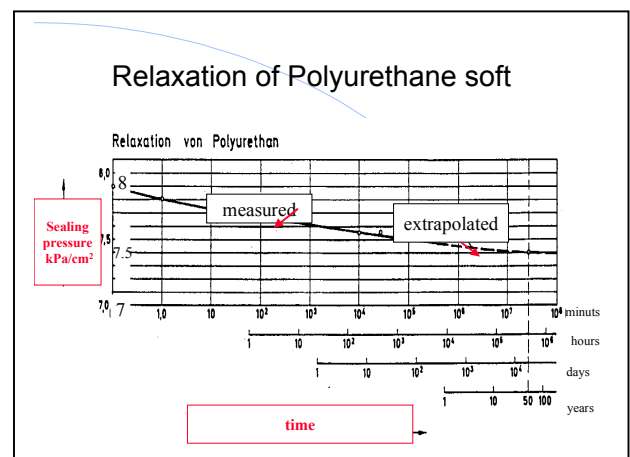 Relaxation of Polyurethane soft
Relaxation von Polyurethan
8,0
8
measured
extrapolated
Sealing
pressure
kPa/cm²
7,5
7.5
7,0
7
1,0 10 10² 10³ 10⁴ 10⁵ 10⁶ 10⁷ 10⁸ minuts
1 10 10² 10³ 10⁴ 10⁵ 10⁶ hours
1 10 10² 10³ 10⁴ days
1 10 50 100 years
time